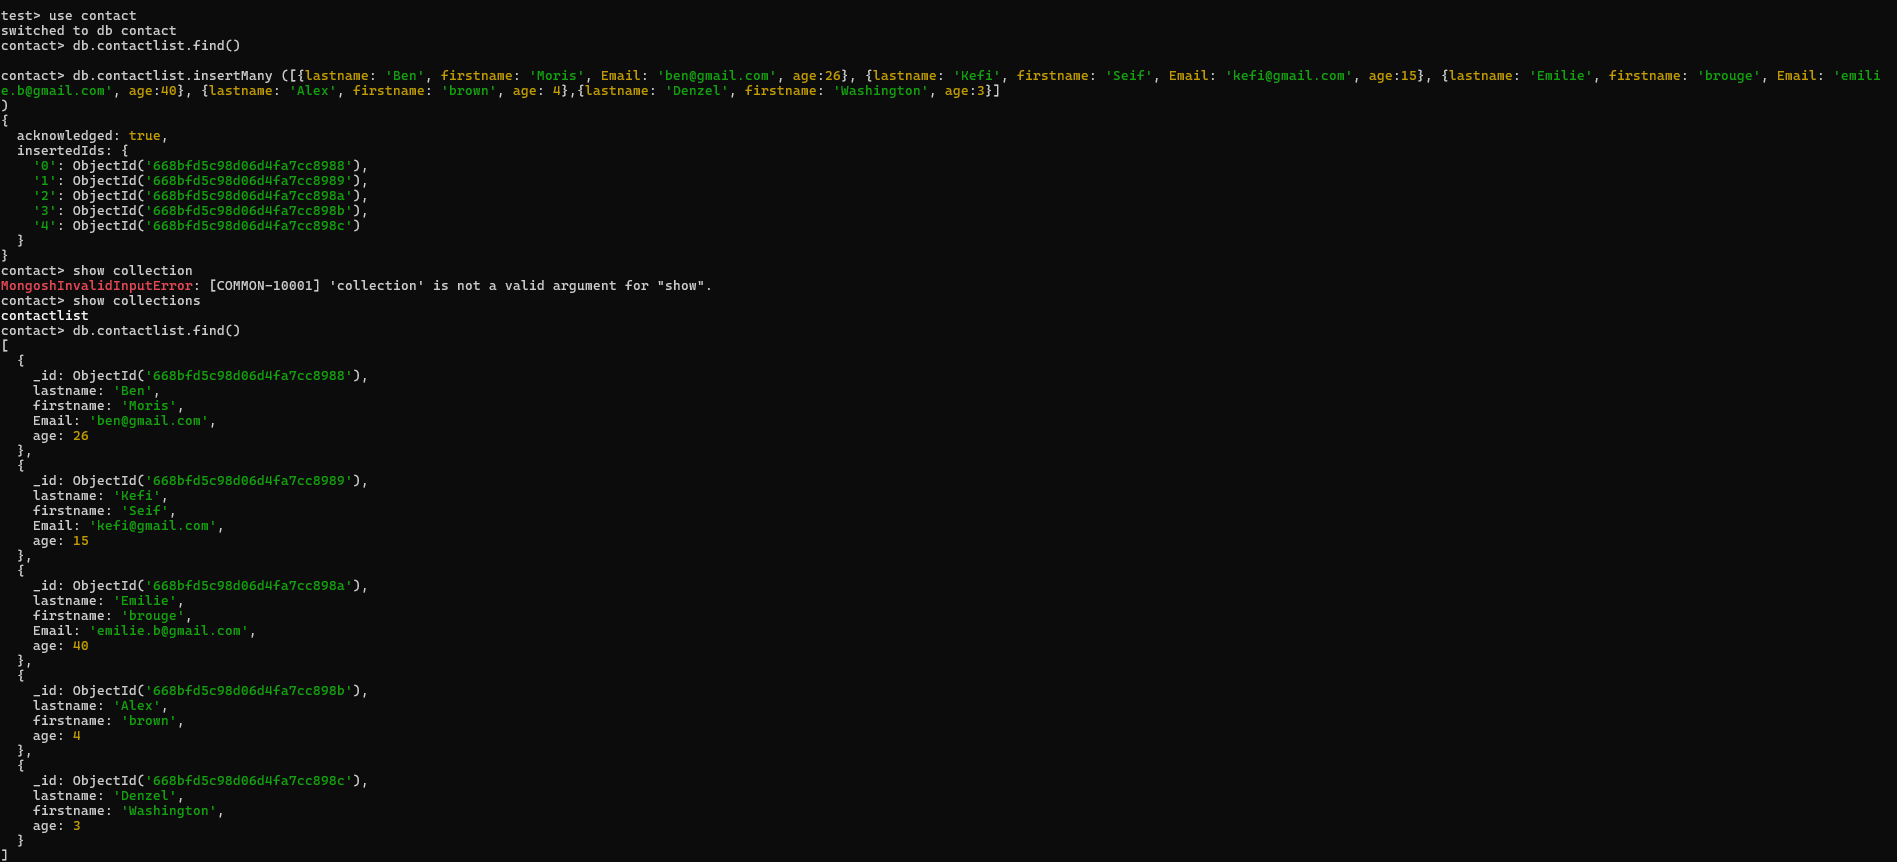 test> use contact
switched to db contact
contact> db.contactlist.find()
contact> db.contactlist.insertMany ([{lastname: 'Ben', firstname: 'Moris', Email: 'ben@gmail.com', age:26}, {lastname: 'Kefi', firstname: 'Seif', Email: 'kefi@gmail.com', age:15}, {lastname: 'Emilie', firstname: 'brouge', Email: 'emili
e.b@gmail.com', age:40}, {lastname: 'Alex', firstname: 'brown', age: 4},{lastname: 'Denzel', firstname: 'Washington', age:3}]
)
{
  acknowledged: true,
  insertedIds: {
    '0': ObjectId('668bfd5c98d06d4fa7cc8988'),
    '1': ObjectId('668bfd5c98d06d4fa7cc8989'),
    '2': ObjectId('668bfd5c98d06d4fa7cc898a'),
    '3': ObjectId('668bfd5c98d06d4fa7cc898b'),
    '4': ObjectId('668bfd5c98d06d4fa7cc898c')
  }
}
contact> show collection
MongoshInvalidInputError: [COMMON-10001] 'collection' is not a valid argument for "show".
contact> show collections
contactlist
contact> db.contactlist.find()
[
  {
    _id: ObjectId('668bfd5c98d06d4fa7cc8988'),
    lastname: 'Ben',
    firstname: 'Moris',
    Email: 'ben@gmail.com',
    age: 26
  },
  {
    _id: ObjectId('668bfd5c98d06d4fa7cc8989'),
    lastname: 'Kefi',
    firstname: 'Seif',
    Email: 'kefi@gmail.com',
    age: 15
  },
  {
    _id: ObjectId('668bfd5c98d06d4fa7cc898a'),
    lastname: 'Emilie',
    firstname: 'brouge',
    Email: 'emilie.b@gmail.com',
    age: 40
  },
  {
    _id: ObjectId('668bfd5c98d06d4fa7cc898b'),
    lastname: 'Alex',
    firstname: 'brown',
    age: 4
  },
  {
    _id: ObjectId('668bfd5c98d06d4fa7cc898c'),
    lastname: 'Denzel',
    firstname: 'Washington',
    age: 3
  }
]